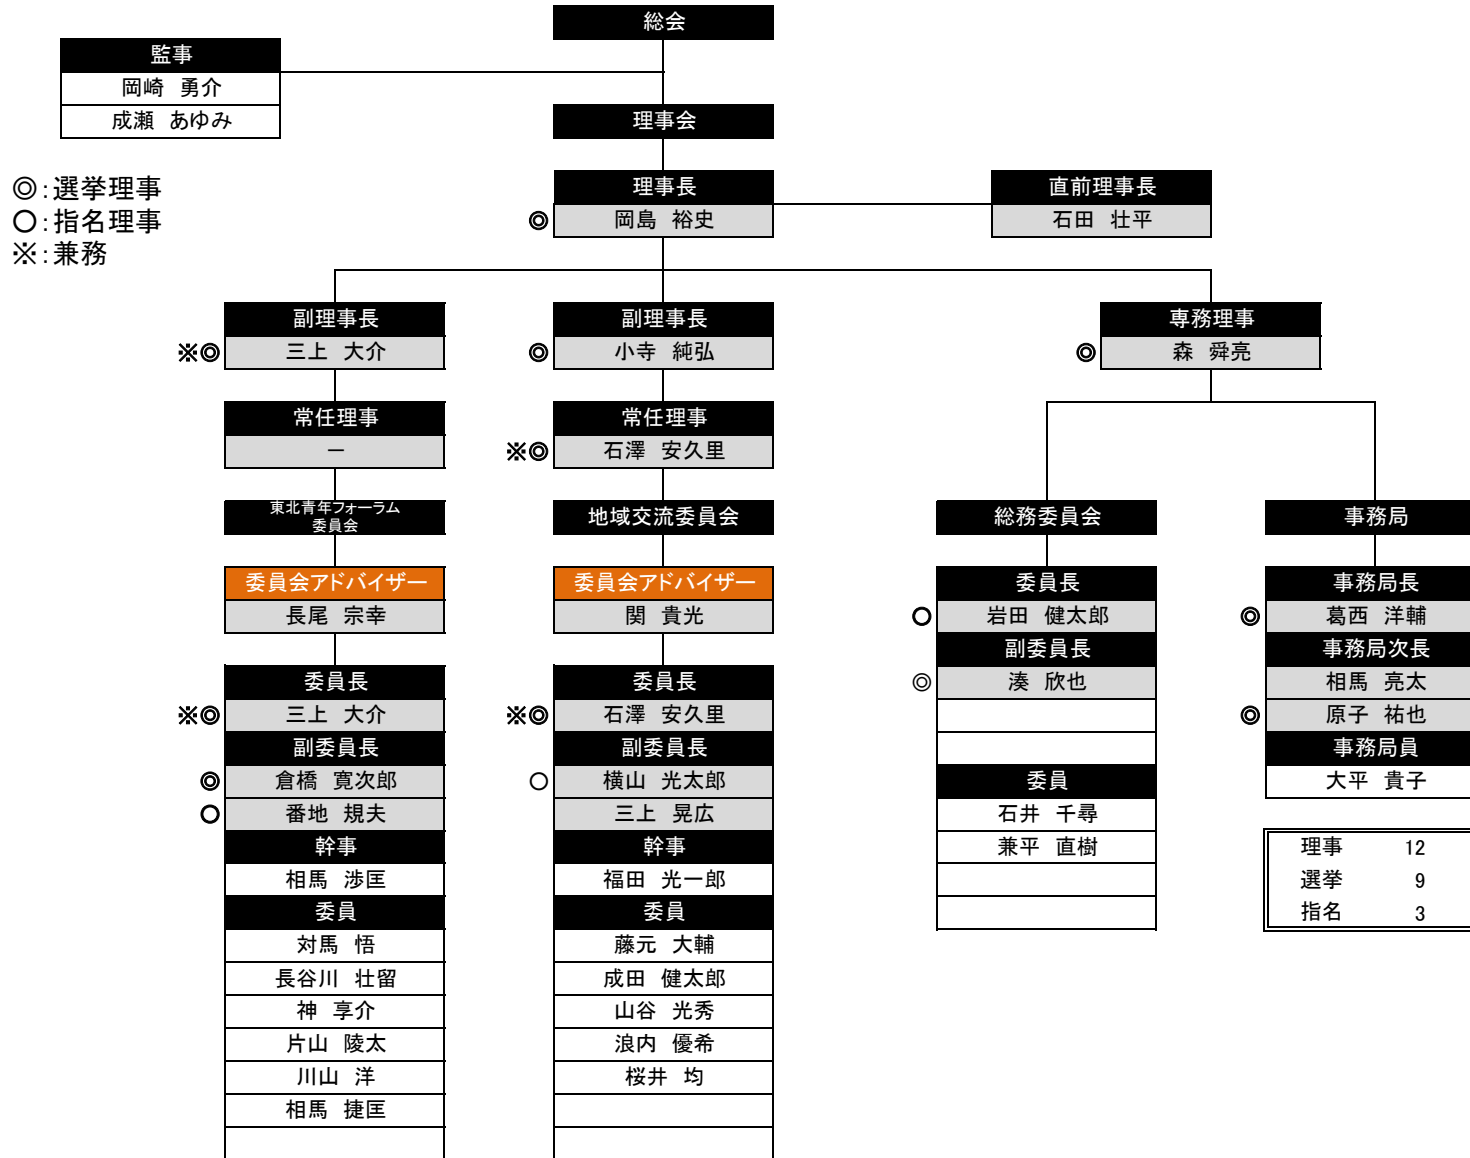 総会
監事
岡崎 勇介
成瀬 あゆみ
理事会
◎：選挙理事
○：指名理事
※：兼務
理事長
◎ 岡島 裕史
直前理事長
石田 壮平
副理事長
※◎ 三上 大介
副理事長
◎ 小寺 純弘
専務理事
◎ 森 舜亮
常任理事
－
常任理事
※◎ 石澤 安久里
東北青年フォーラム
委員会
地域交流委員会
総務委員会
事務局
委員会アドバイザー
長尾 宗幸
委員長
※◎ 三上 大介
副委員長
◎ 倉橋 寛次郎
○ 番地 規夫
幹事
相馬 渉匡
委員
対馬 悟
長谷川 壮留
神 享介
片山 陵太
川山 洋
相馬 捷匡
委員会アドバイザー
関 貴光
委員長
※◎ 石澤 安久里
副委員長
○ 横山 光太郎
三上 晃広
幹事
福田 光一郎
委員
藤元 大輔
成田 健太郎
山谷 光秀
浪内 優希
桜井 均
委員長
○ 岩田 健太郎
副委員長
◎ 湊 欣也
委員
石井 千尋
兼平 直樹
事務局長
◎ 葛西 洋輔
事務局次長
相馬 亮太
◎ 原子 祐也
事務局員
大平 貴子
理事 12
選挙 9
指名 3